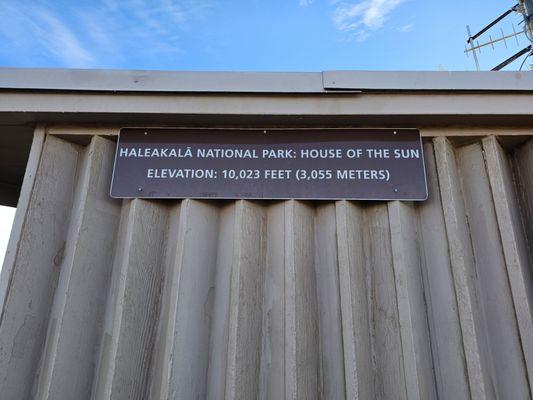 HALEAKALĀ NATIONAL PARK: HOUSE OF THE SUN
ELEVATION: 10,023 FEET (3,055 METERS)